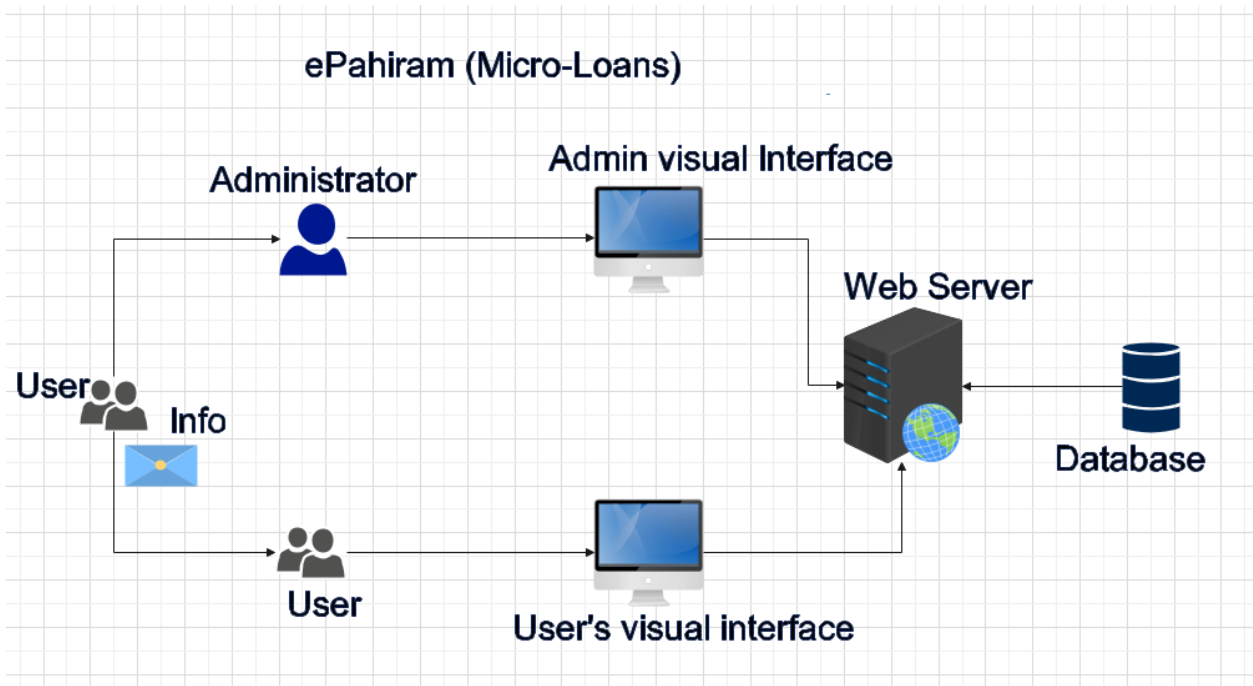 ePahiram (Micro-Loans)
Admin visual Interface
Administrator
Web Server
User
Info
Database
User
User's visual interface